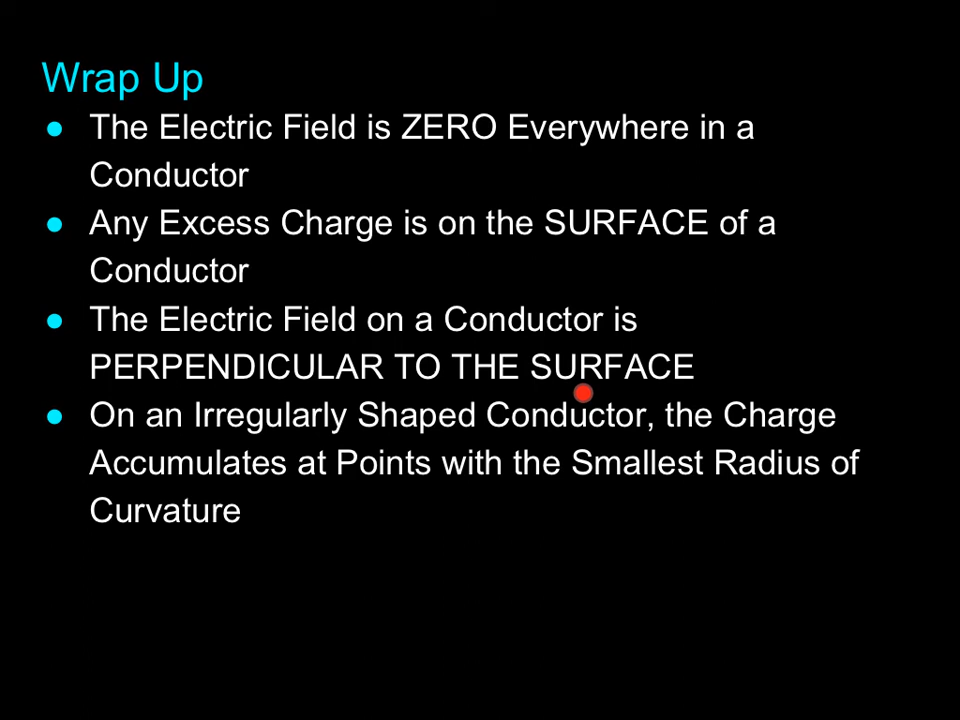 Wrap Up
● The Electric Field is ZERO Everywhere in a
Conductor
● Any Excess Charge is on the SURFACE of a
Conductor
● The Electric Field on a Conductor is
PERPENDICULAR TO THE SURFACE
● On an Irregularly Shaped Conductor, the Charge
Accumulates at Points with the Smallest Radius of
Curvature